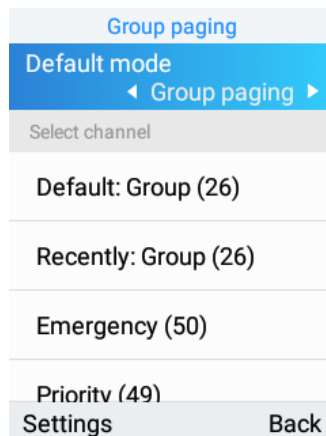 Group paging
Default mode
Group paging
Select channel
Default: Group (26)
Recently: Group (26)
Emergency (50)
Priority (49)
Settings Back